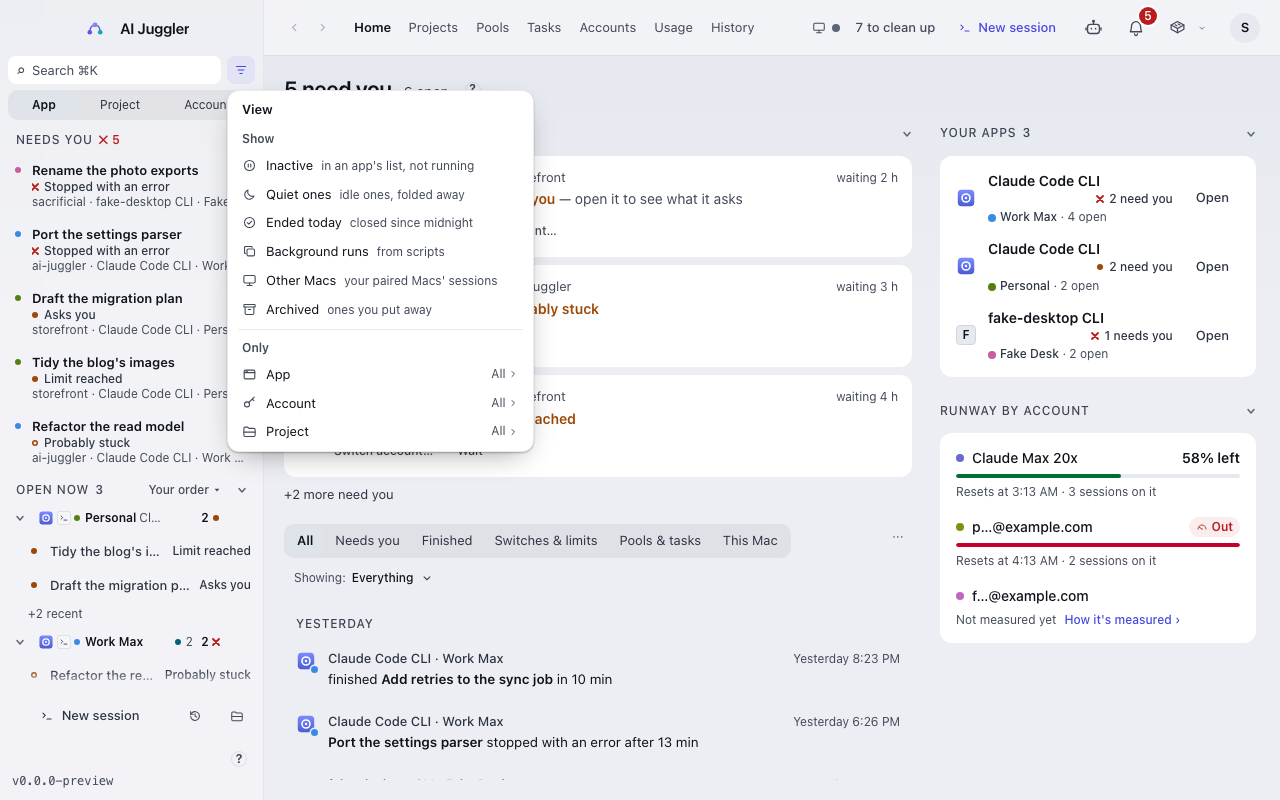 AI Juggler
Home Projects Pools Tasks Accounts Usage History
7 to clean up
New session
5
S
Search ⌘K
App Project
NEEDS YOU 5
Rename the photo exports
Stopped with an error
sacrificial · fake-desktop CLI · Fake
Port the settings parser
Stopped with an error
ai-juggler · Claude Code CLI · Work
Draft the migration plan
Asks you
storefront · Claude Code CLI · Pers
Tidy the blog's images
Limit reached
storefront · Claude Code CLI · Pers
Refactor the read model
Probably stuck
ai-juggler · Claude Code CLI · Work ...
OPEN NOW 3 Your order
Personal Cl... 2
Tidy the blog's i... Limit reached
Draft the migration p... Asks you
+2 recent
Work Max 2 2
Refactor the re... Probably stuck
New session
?
v0.0.0-preview
View
Show
Inactive in an app's list, not running
Quiet ones idle ones, folded away
Ended today closed since midnight
Background runs from scripts
Other Macs your paired Macs' sessions
Archived ones you put away
Only
App All ›
Account All ›
Project All ›
5 need you 6 open ?
waiting 2 h
you — open it to see what it asks
waiting 3 h
stuck
waiting 4 h
Switch account... Wait
+2 more need you
All Needs you Finished Switches & limits Pools & tasks This Mac
...
Showing: Everything
YESTERDAY
Claude Code CLI · Work Max Yesterday 8:23 PM
finished Add retries to the sync job in 10 min
Claude Code CLI · Work Max Yesterday 6:26 PM
Port the settings parser stopped with an error after 13 min
YOUR APPS 3
Claude Code CLI
2 need you
Open
Work Max · 4 open
Claude Code CLI
2 need you
Open
Personal · 2 open
F
fake-desktop CLI
1 needs you
Open
Fake Desk · 2 open
RUNWAY BY ACCOUNT
Claude Max 20x 58% left
Resets at 3:13 AM · 3 sessions on it
p...@example.com Out
Resets at 4:13 AM · 2 sessions on it
f...@example.com
Not measured yet How it's measured ›